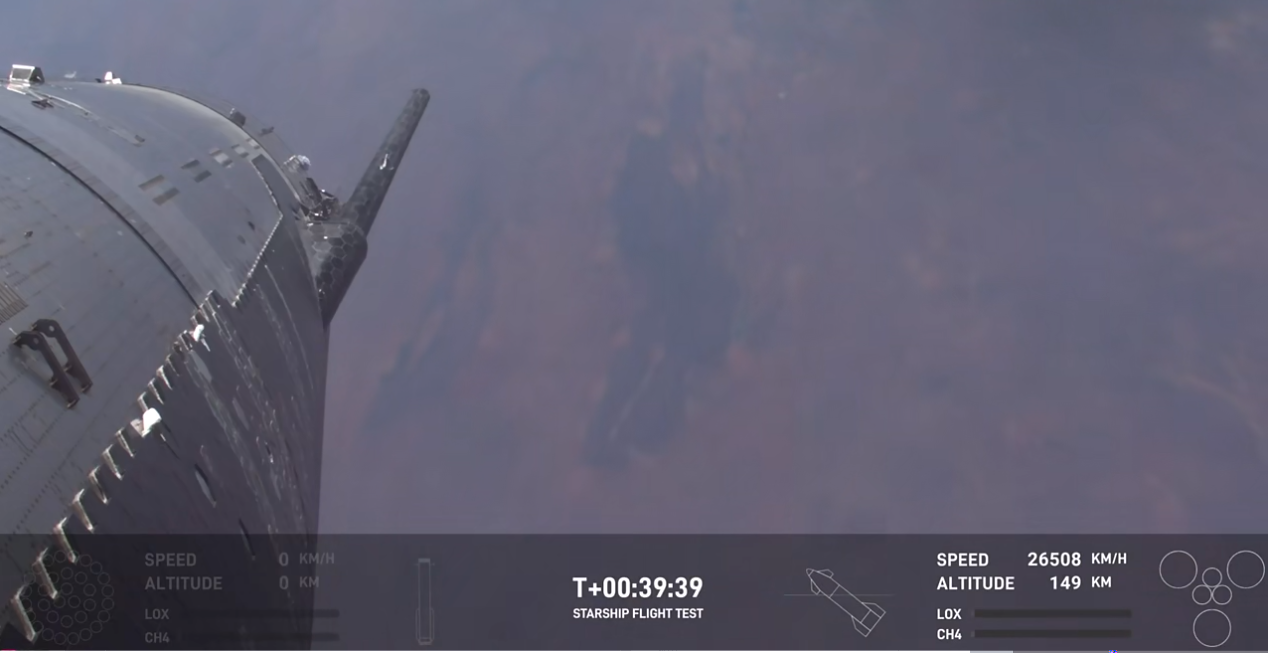 SPEED 0 KM/H
ALTITUDE 0 KM
LOX
CH4
T+00:39:39
STARSHIP FLIGHT TEST
SPEED 26508 KM/H
ALTITUDE 149 KM
LOX
CH4